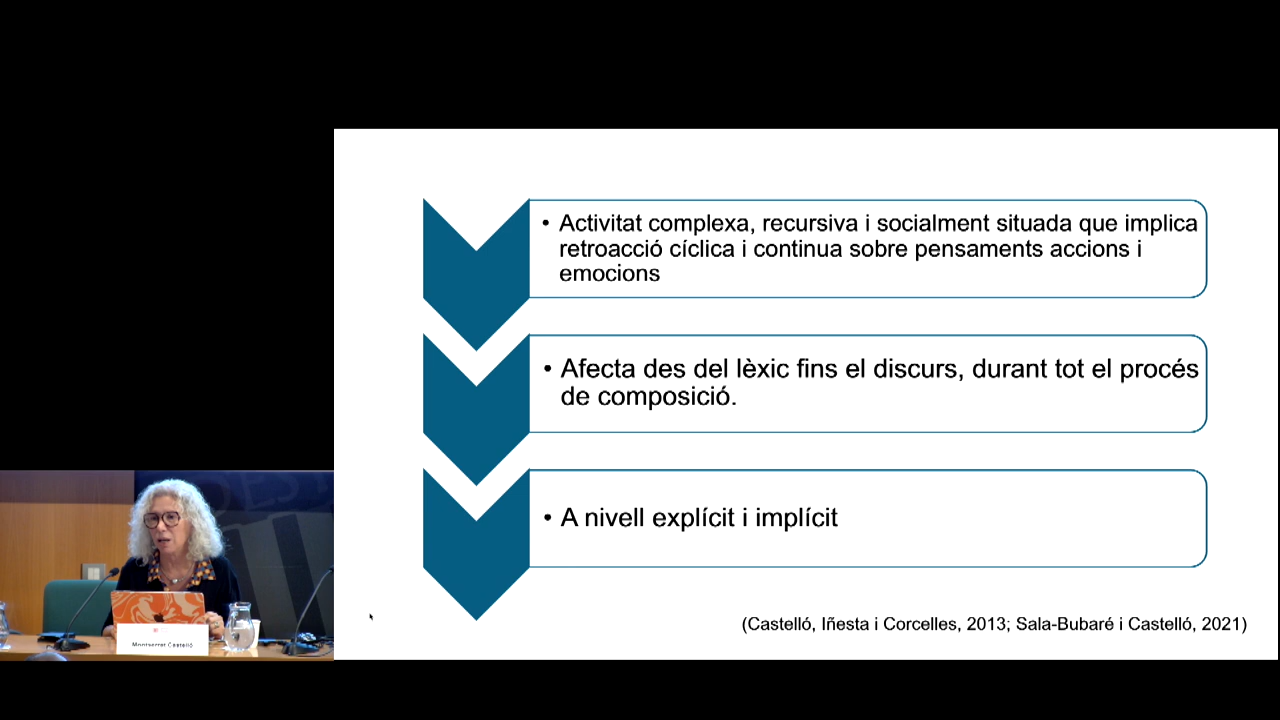 • Activitat complexa, recursiva i socialment situada que implica
retroacció cíclica i continua sobre pensaments accions i
emocions
• Afecta des del lèxic fins el discurs, durant tot el procés
de composició.
• A nivell explícit i implícit
(Castelló, Iñesta i Corcelles, 2013; Sala-Bubaré i Castelló, 2021)
Montserrat Castelló